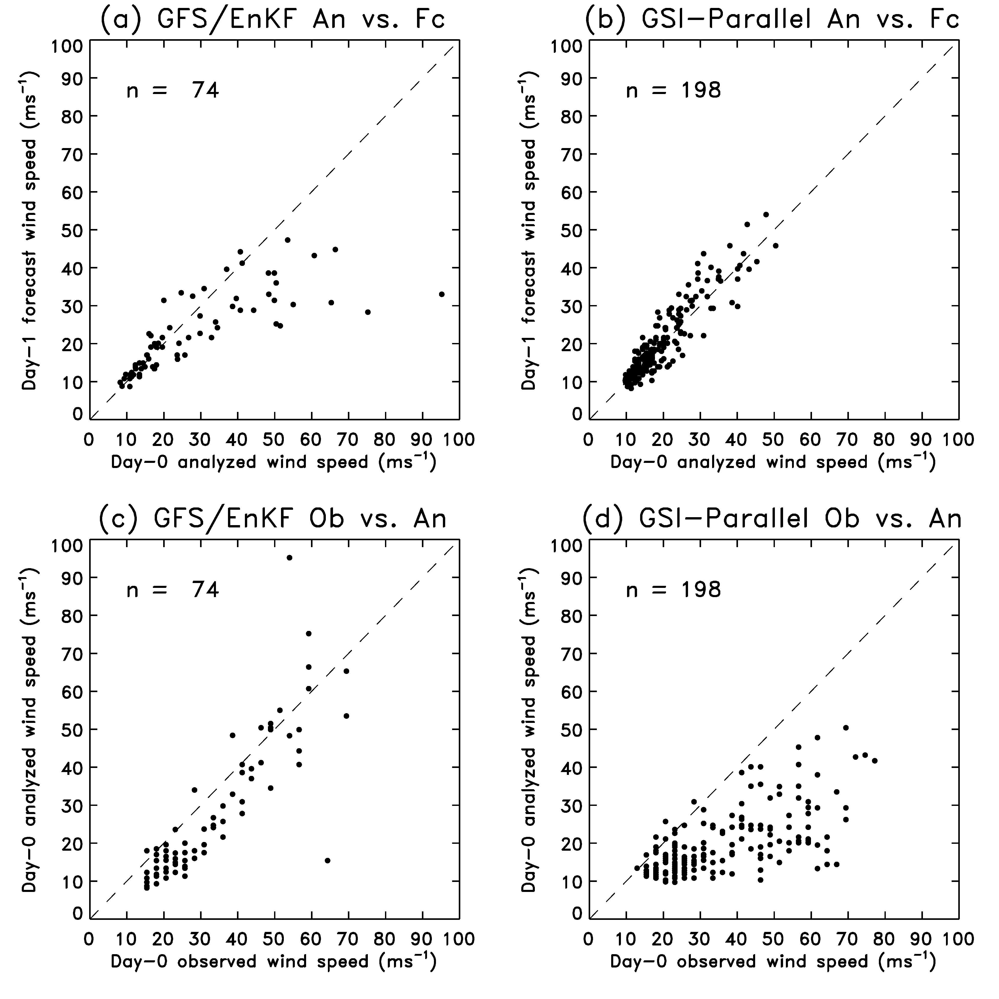 (a) GFS/EnKF An vs. Fc
n = 74
Day-1 forecast wind speed (ms⁻¹)
100
90
80
70
60
50
40
30
20
10
0
0 10 20 30 40 50 60 70 80 90 100
Day-0 analyzed wind speed (ms⁻¹)
(b) GSI-Parallel An vs. Fc
n = 198
Day-1 forecast wind speed (ms⁻¹)
100
90
80
70
60
50
40
30
20
10
0
0 10 20 30 40 50 60 70 80 90 100
Day-0 analyzed wind speed (ms⁻¹)
(c) GFS/EnKF Ob vs. An
n = 74
Day-0 analyzed wind speed (ms⁻¹)
100
90
80
70
60
50
40
30
20
10
0
0 10 20 30 40 50 60 70 80 90 100
Day-0 observed wind speed (ms⁻¹)
(d) GSI-Parallel Ob vs. An
n = 198
Day-0 analyzed wind speed (ms⁻¹)
100
90
80
70
60
50
40
30
20
10
0
0 10 20 30 40 50 60 70 80 90 100
Day-0 observed wind speed (ms⁻¹)